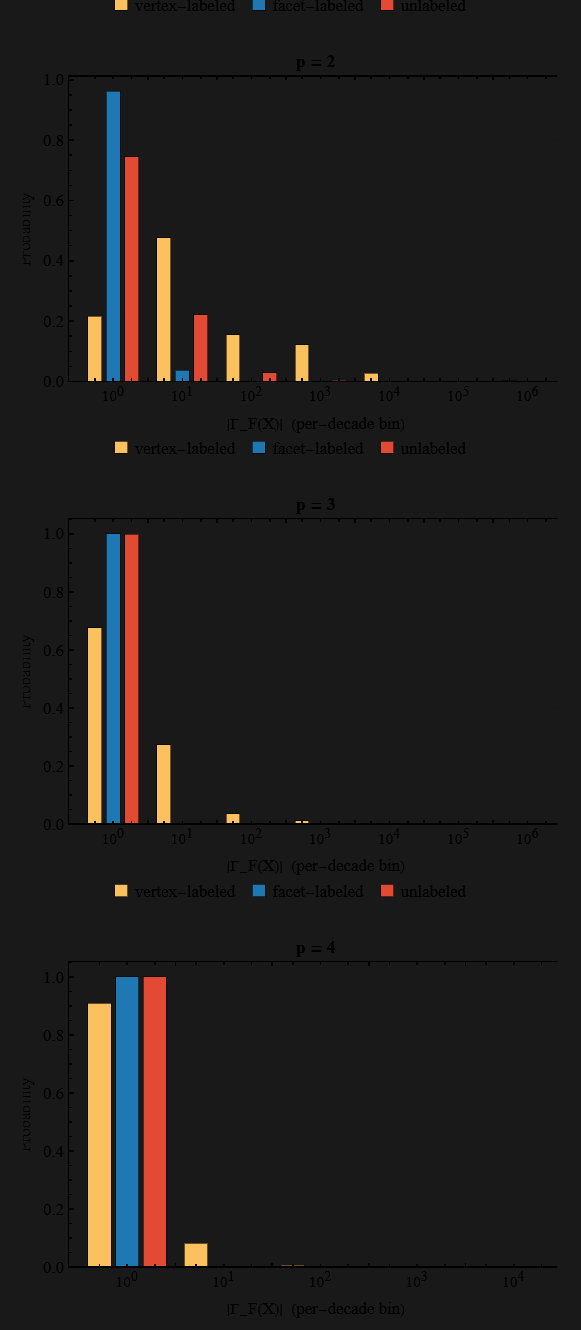 vertex−labeled facet−labeled unlabeled
p = 2
1.0
0.8
0.6
0.4
0.2
0.0
Probability
10^0 10^1 10^2 10^3 10^4 10^5 10^6
|Γ_F(X)| (per−decade bin)
vertex−labeled facet−labeled unlabeled
p = 3
1.0
0.8
0.6
0.4
0.2
0.0
Probability
10^0 10^1 10^2 10^3 10^4 10^5 10^6
|Γ_F(X)| (per−decade bin)
vertex−labeled facet−labeled unlabeled
p = 4
1.0
0.8
0.6
0.4
0.2
0.0
Probability
10^0 10^1 10^2 10^3 10^4
|Γ_F(X)| (per−decade bin)